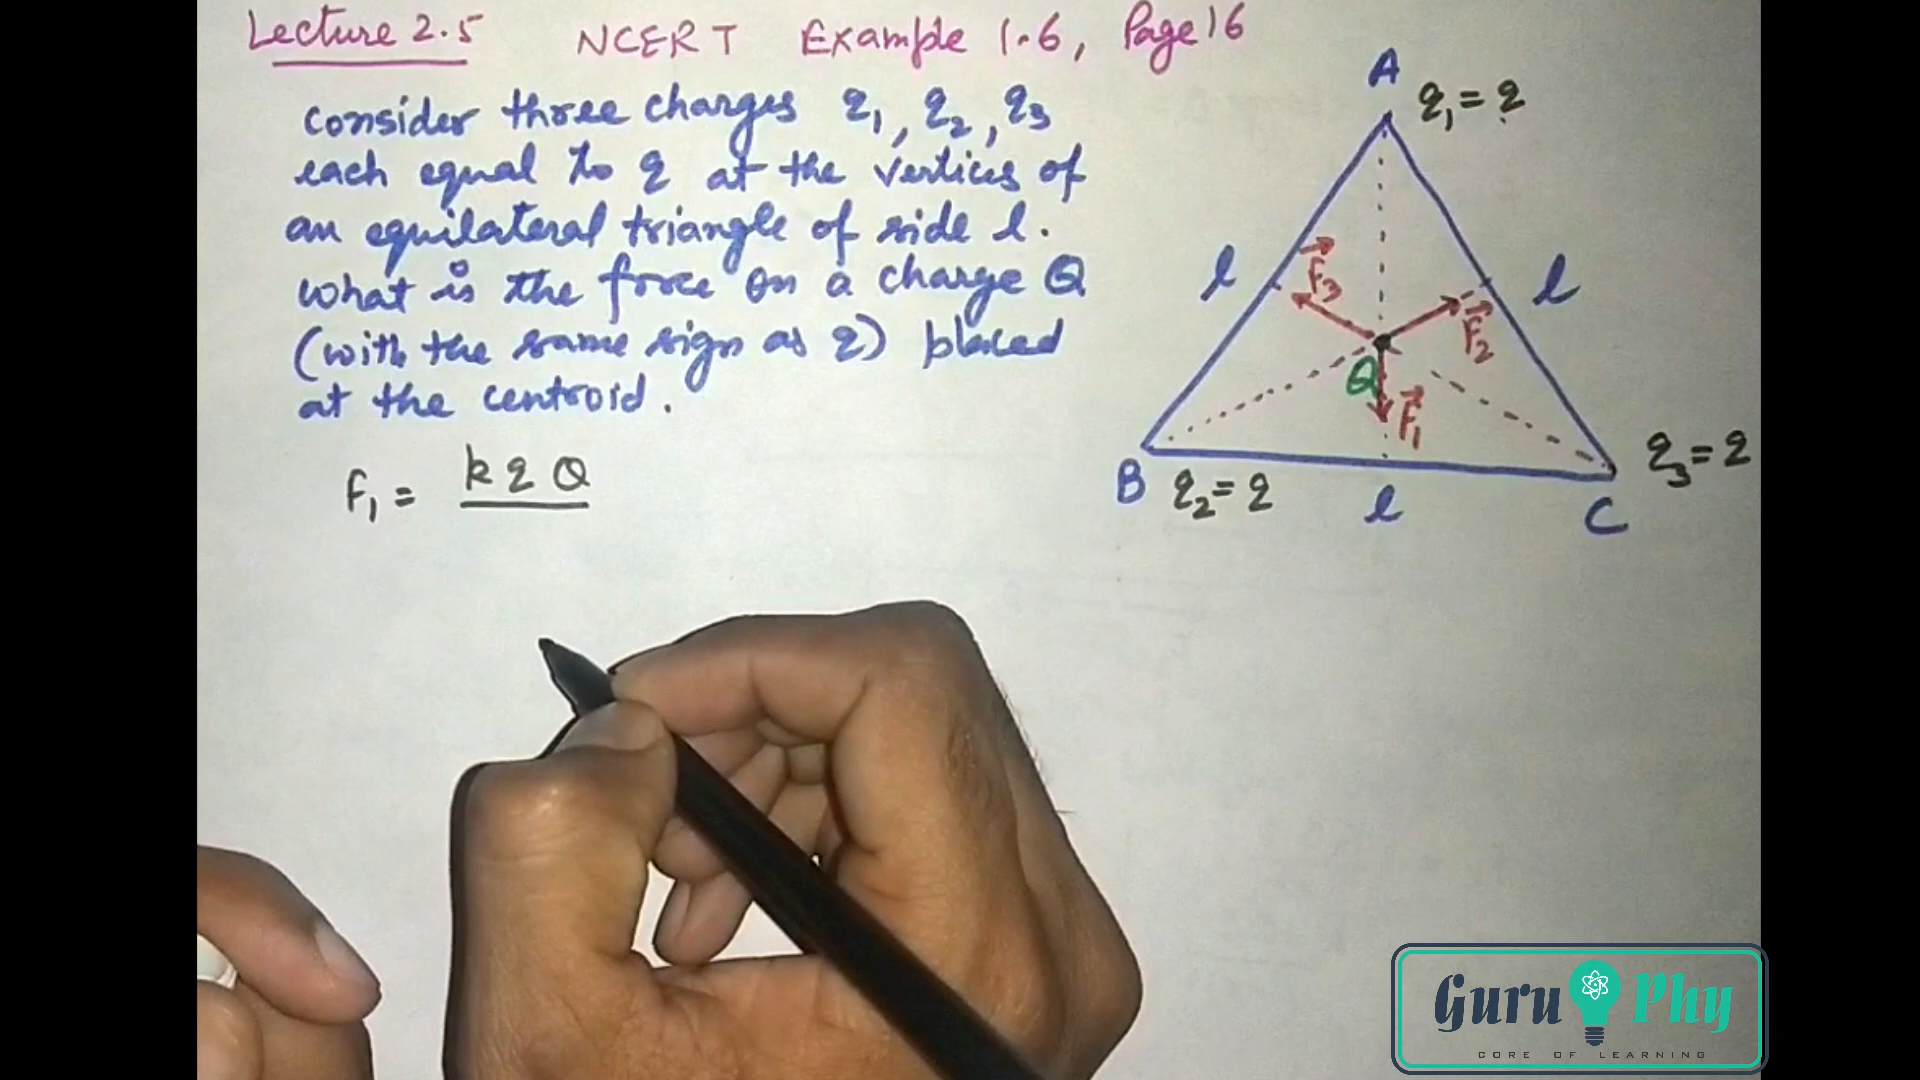 Lecture 2.5 NCERT Example 1.6, Page 16
Consider three charges q₁, q₂, q₃
each equal to q at the vertices of
an equilateral triangle of side l.
what is the force on a charge Q
(with the same sign as q) placed
at the centroid.
F₁ = k q Q
A
q₁ = q
l
l
F₃
F₂
Q
F₁
B
q₂ = q
l
C
q₃ = q
Guru Phy
CORE OF LEARNING